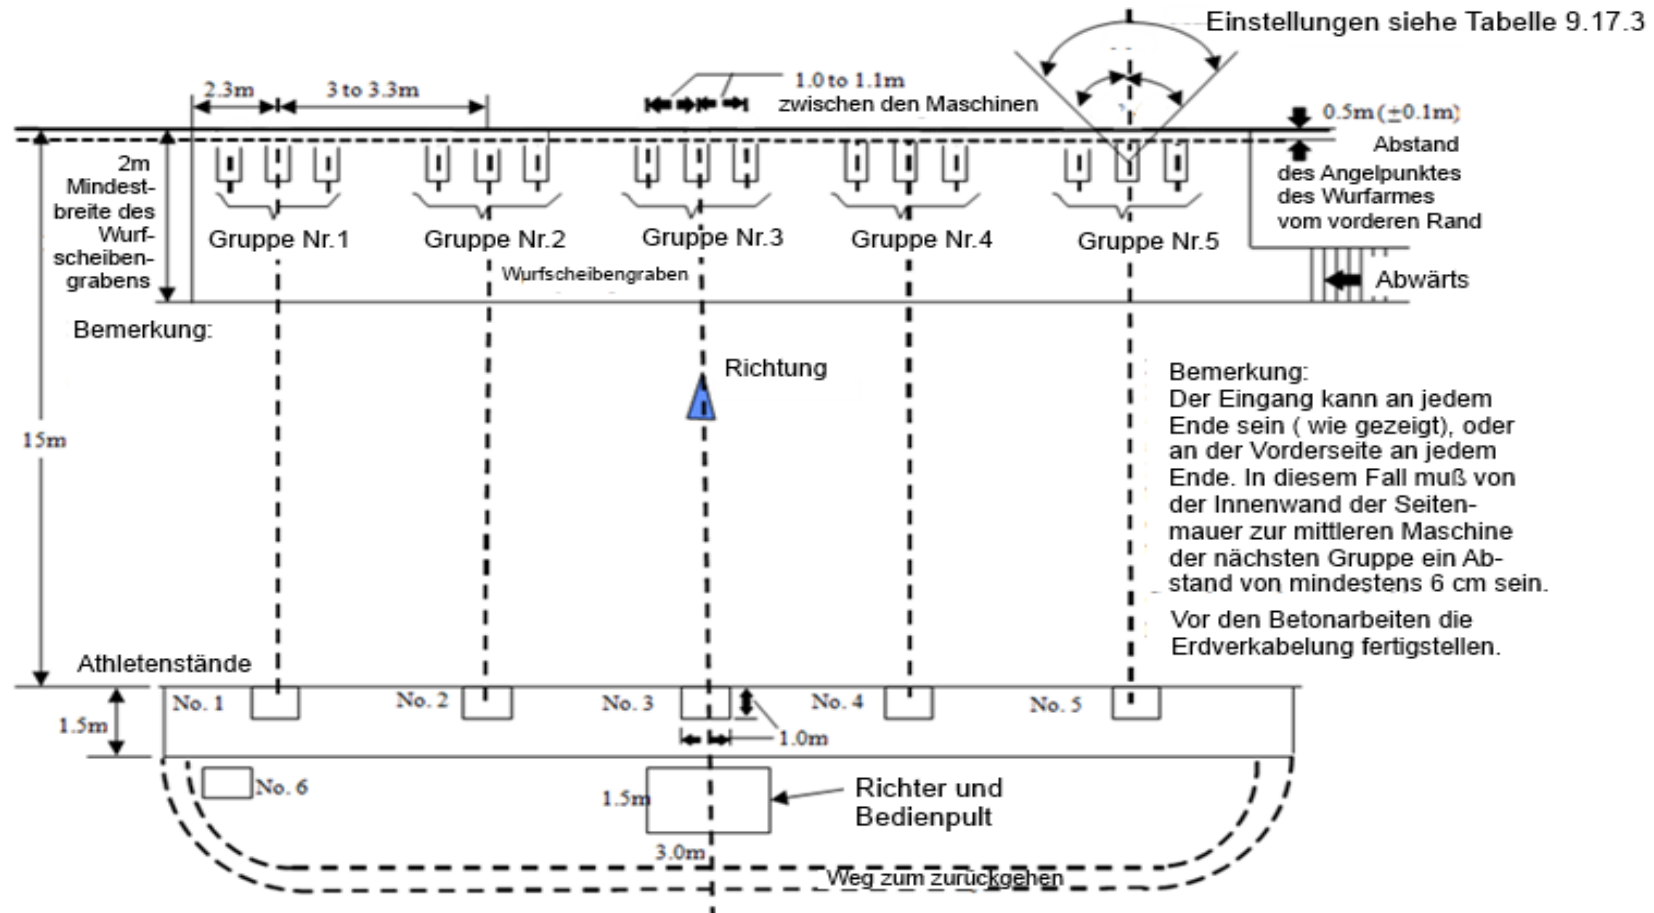 Einstellungen siehe Tabelle 9.17.3
2.3m
3 to 3.3m
1.0 to 1.1m
zwischen den Maschinen
0.5m (±0.1m)
Abstand
des Angelpunktes
des Wurfarmes
vom vorderen Rand
2m
Mindest-
breite des
Wurf-
scheiben-
grabens
Gruppe Nr.1
Gruppe Nr.2
Gruppe Nr.3
Gruppe Nr.4
Gruppe Nr.5
Wurfscheibengraben
Abwärts
Bemerkung:
Richtung
15m
Bemerkung:
Der Eingang kann an jedem
Ende sein ( wie gezeigt), oder
an der Vorderseite an jedem
Ende. In diesem Fall muß von
der Innenwand der Seiten-
mauer zur mittleren Maschine
der nächsten Gruppe ein Ab-
stand von mindestens 6 cm sein.
Vor den Betonarbeiten die
Erdverkabelung fertigstellen.
Athletenstände
No. 1
No. 2
No. 3
No. 4
No. 5
1.5m
1.0m
No. 6
1.5m
Richter und
Bedienpult
3.0m
Weg zum zurückgehen